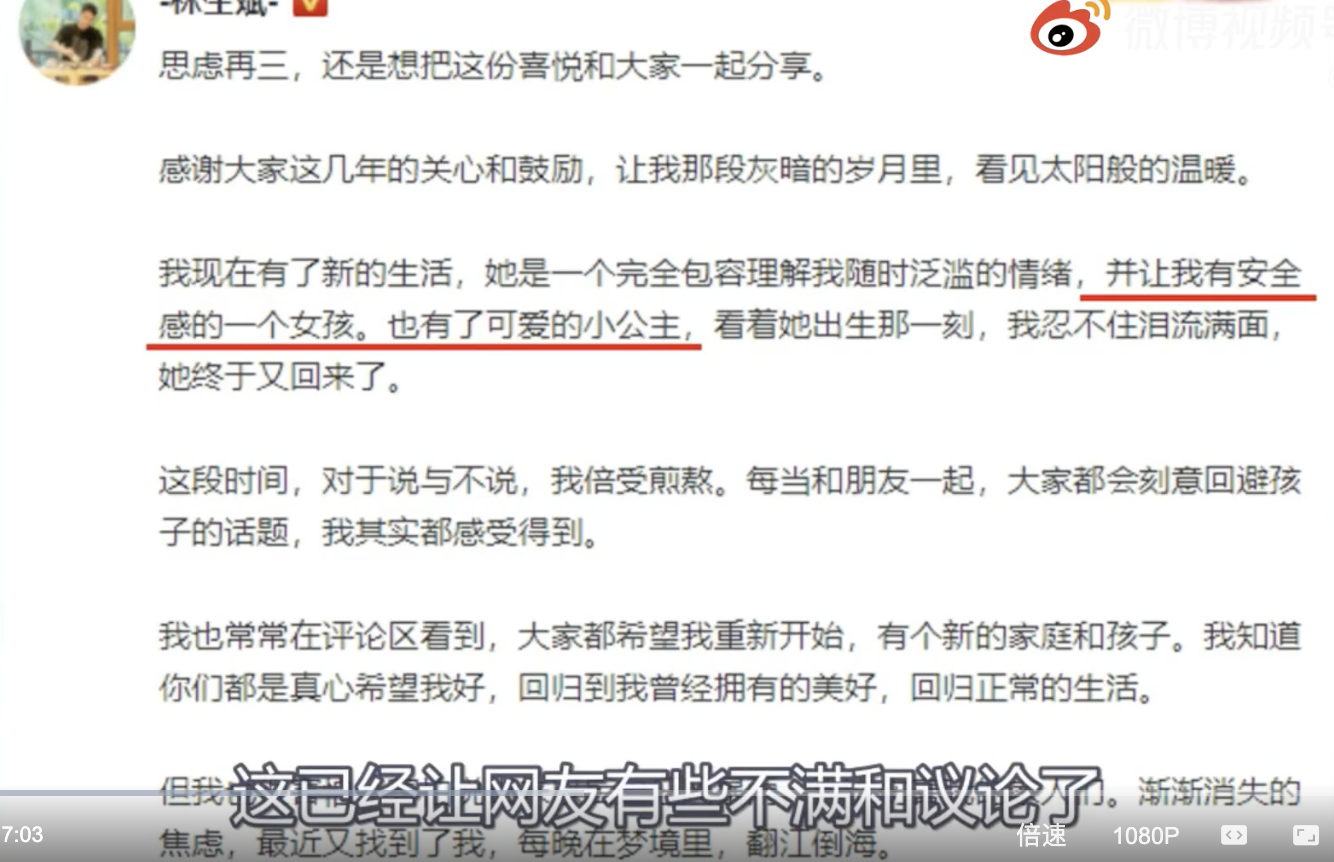 -林生斌-
微博视频号
思虑再三，还是想把这份喜悦和大家一起分享。
感谢大家这几年的关心和鼓励，让我那段灰暗的岁月里，看见太阳般的温暖。
我现在有了新的生活，她是一个完全包容理解我随时泛滥的情绪，并让我有安全
感的一个女孩。也有了可爱的小公主，看着她出生那一刻，我忍不住泪流满面，
她终于又回来了。
这段时间，对于说与不说，我倍受煎熬。每当和朋友一起，大家都会刻意回避孩
子的话题，我其实都感受得到。
我也常常在评论区看到，大家都希望我重新开始，有个新的家庭和孩子。我知道
你们都是真心希望我好，回归到我曾经拥有的美好，回归正常的生活。
但我 们。渐渐消失的
这已经让网友有些不满和议论了
焦虑，最近又找到了我，每晚在梦境里，翻江倒海。
7:03
倍速
1080P